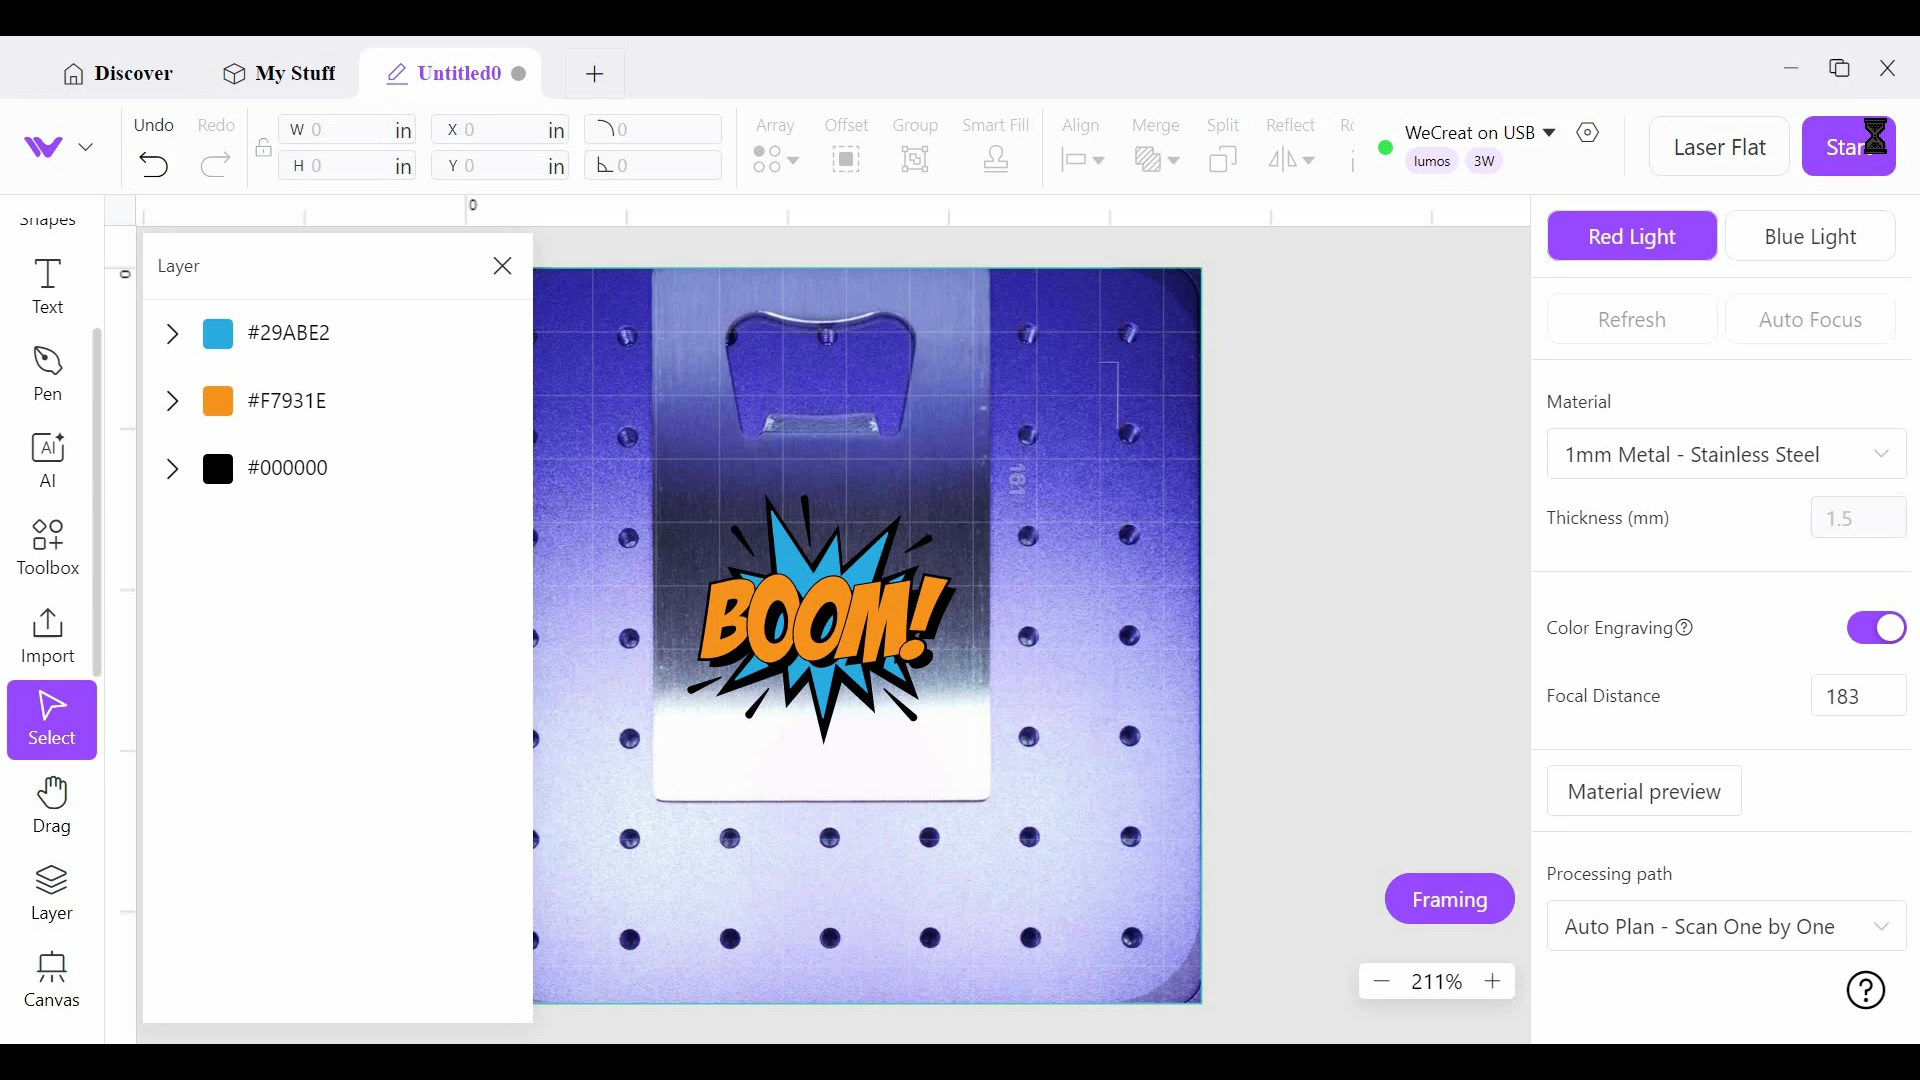 Discover
My Stuff
Untitled0
Undo
Redo
W 0 in
X 0 in
0
H 0 in
Y 0 in
0
Array
Offset
Group
Smart Fill
Align
Merge
Split
Reflect
WeCreat on USB
lumos
3W
Laser Flat
Shapes
Text
Pen
AI
AI
Toolbox
Import
Select
Drag
Layer
Canvas
0
0
Layer
#29ABE2
#F7931E
#000000
161
BOOM!
Framing
211%
Red Light
Blue Light
Refresh
Auto Focus
Material
1mm Metal - Stainless Steel
Thickness (mm)
1.5
Color Engraving
Focal Distance
183
Material preview
Processing path
Auto Plan - Scan One by One